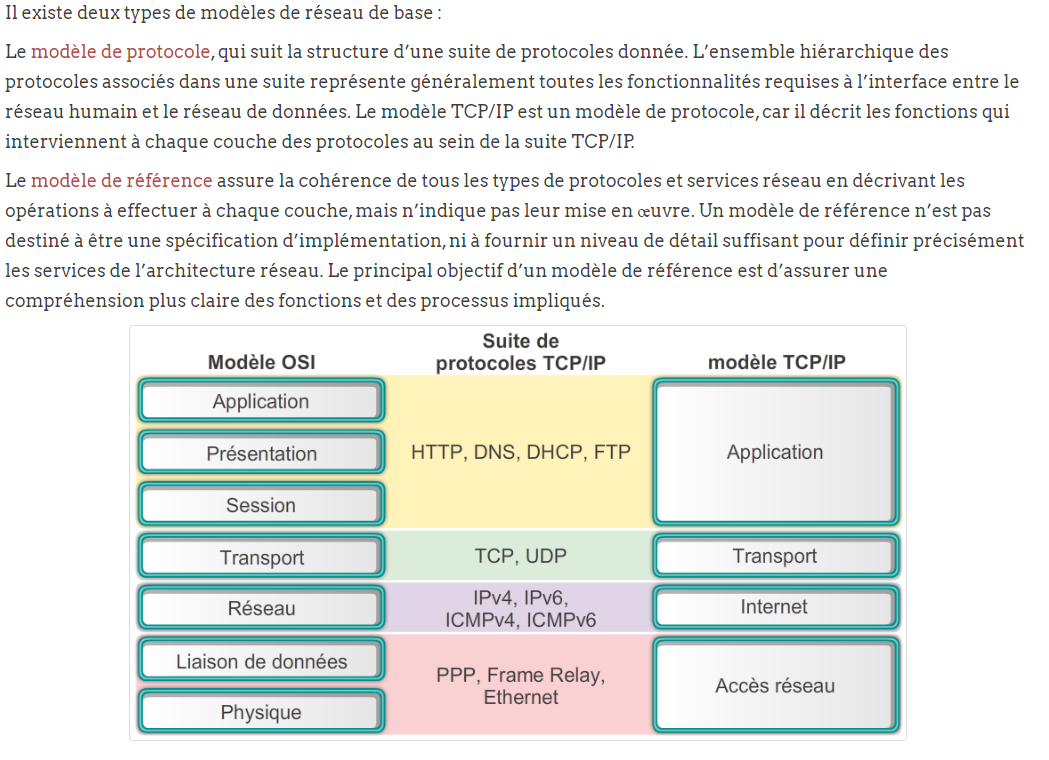 Il existe deux types de modèles de réseau de base :
Le modèle de protocole, qui suit la structure d’une suite de protocoles donnée. L’ensemble hiérarchique des
protocoles associés dans une suite représente généralement toutes les fonctionnalités requises à l’interface entre le
réseau humain et le réseau de données. Le modèle TCP/IP est un modèle de protocole, car il décrit les fonctions qui
interviennent à chaque couche des protocoles au sein de la suite TCP/IP.
Le modèle de référence assure la cohérence de tous les types de protocoles et services réseau en décrivant les
opérations à effectuer à chaque couche, mais n’indique pas leur mise en œuvre. Un modèle de référence n’est pas
destiné à être une spécification d’implémentation, ni à fournir un niveau de détail suffisant pour définir précisément
les services de l’architecture réseau. Le principal objectif d’un modèle de référence est d’assurer une
compréhension plus claire des fonctions et des processus impliqués.
Modèle OSI
Suite de
protocoles TCP/IP
modèle TCP/IP
Application
Présentation
Session
HTTP, DNS, DHCP, FTP
Application
Transport
TCP, UDP
Transport
Réseau
IPv4, IPv6,
ICMPv4, ICMPv6
Internet
Liaison de données
Physique
PPP, Frame Relay,
Ethernet
Accès réseau